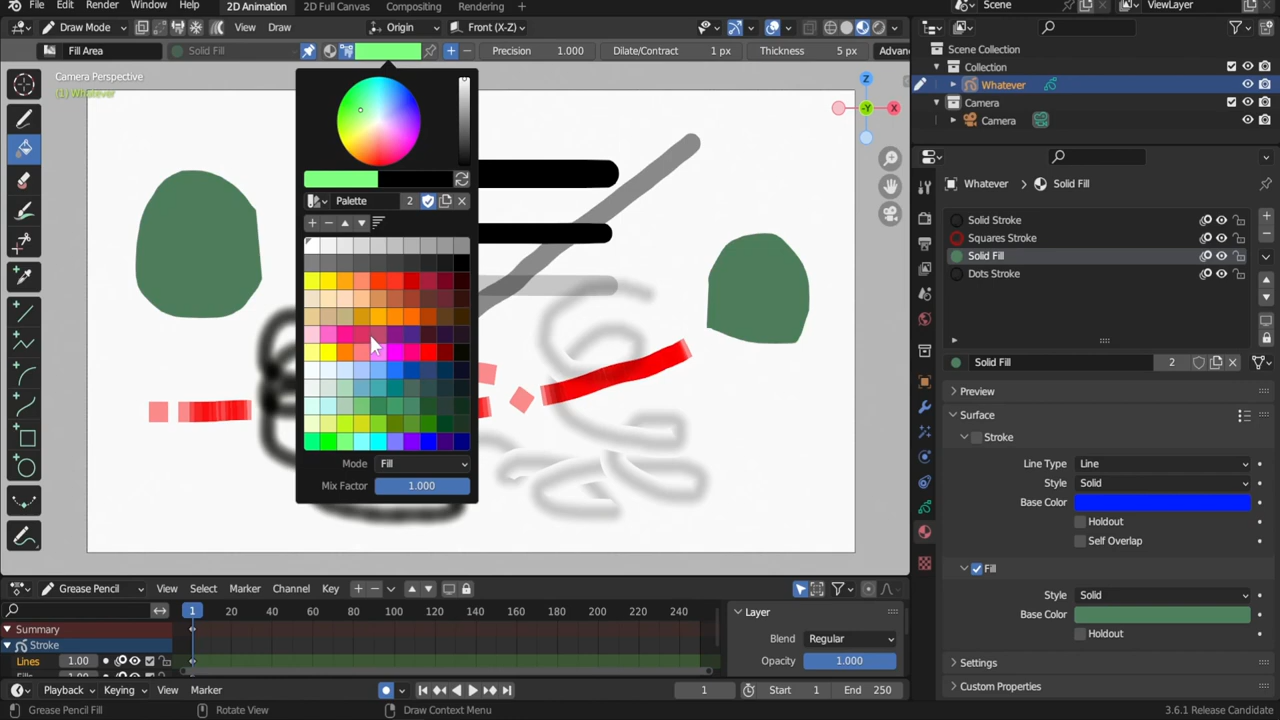 File Edit Render Window Help 2D Animation 2D Full Canvas Compositing Rendering Scene ViewLayer
Draw Mode View Draw Origin Front (X-Z)
Fill Area Solid Fill Precision 1.000 Dilate/Contract 1 px Thickness 5 px Advan
Camera Perspective
(1) Whatever
Z
-Y
X
Palette 2
Mode Fill
Mix Factor 1.000
Scene Collection
Collection
Whatever
Camera
Camera
Whatever Solid Fill
Solid Stroke
Squares Stroke
Solid Fill
Dots Stroke
Solid Fill 2
Preview
Surface
Stroke
Line Type Line
Style Solid
Base Color
Holdout
Self Overlap
Fill
Style Solid
Base Color
Holdout
Settings
Custom Properties
Grease Pencil View Select Marker Channel Key
1 20 40 60 80 100 120 140 160 180 200 220 240
Summary
Stroke
Lines 1.00
Layer
Blend Regular
Opacity 1.000
Playback Keying View Marker 1 Start 1 End 250
Grease Pencil Fill Rotate View Draw Context Menu 3.6.1 Release Candidate